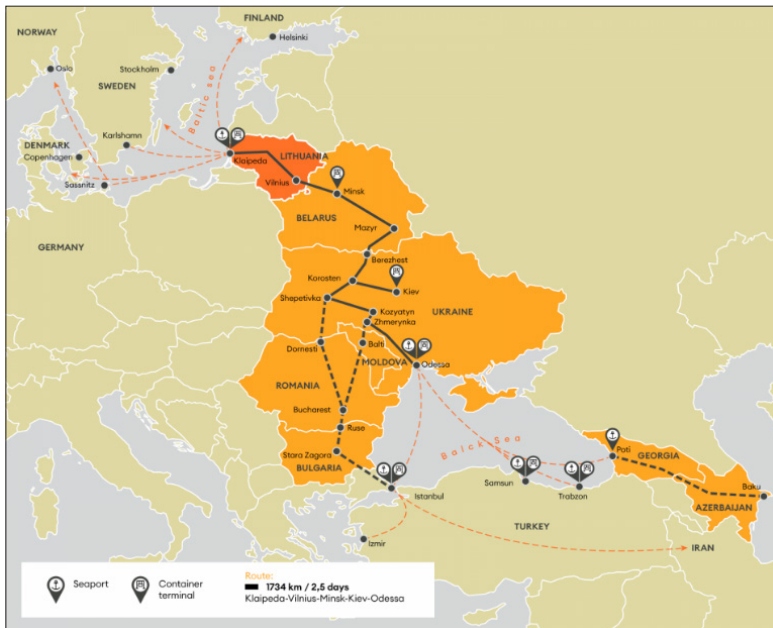 FINLAND
NORWAY
Helsinki
Oslo
Stockholm
SWEDEN
Baltic sea
Karlshamn
DENMARK
Copenhagen
Klaipeda
LITHUANIA
Vilnius
Sassnitz
Minsk
BELARUS
Mazyr
GERMANY
Berezhest
Korosten
Kiev
Shepetivka
UKRAINE
Kozyatyn
Zhmerynka
Balti
Dornesti
MOLDOVA
Odessa
ROMANIA
Bucharest
Ruse
Balck Sea
Stara Zagora
BULGARIA
Poti
GEORGIA
Istanbul
Samsun
Trabzon
Baku
AZERBAIJAN
TURKEY
Izmir
IRAN
Seaport
Container
terminal
Route:
1734 km / 2,5 days
Klaipeda-Vilnius-Minsk-Kiev-Odessa